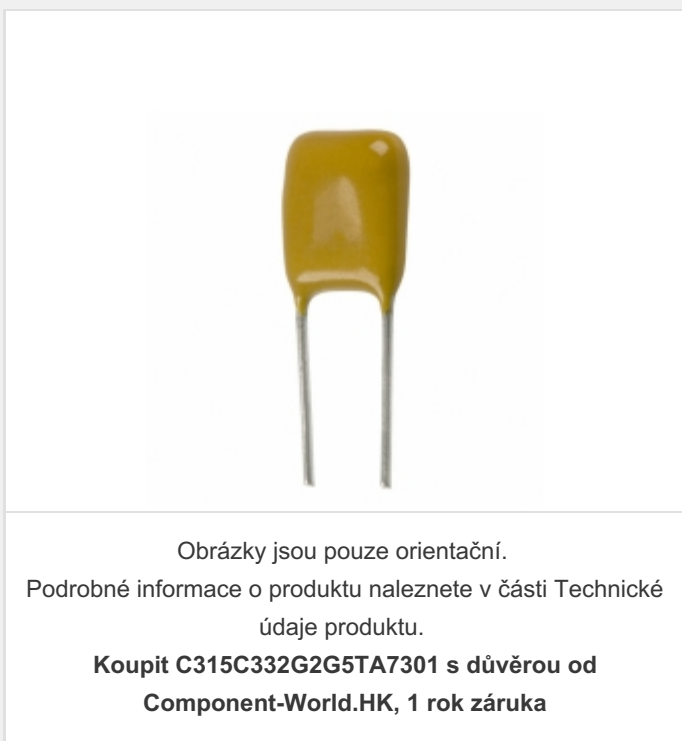 Obrázky jsou pouze orientační.
Podrobné informace o produktu naleznete v části Technické
údaje produktu.
Koupit C315C332G2G5TA7301 s důvěrou od
Component-World.HK, 1 rok záruka